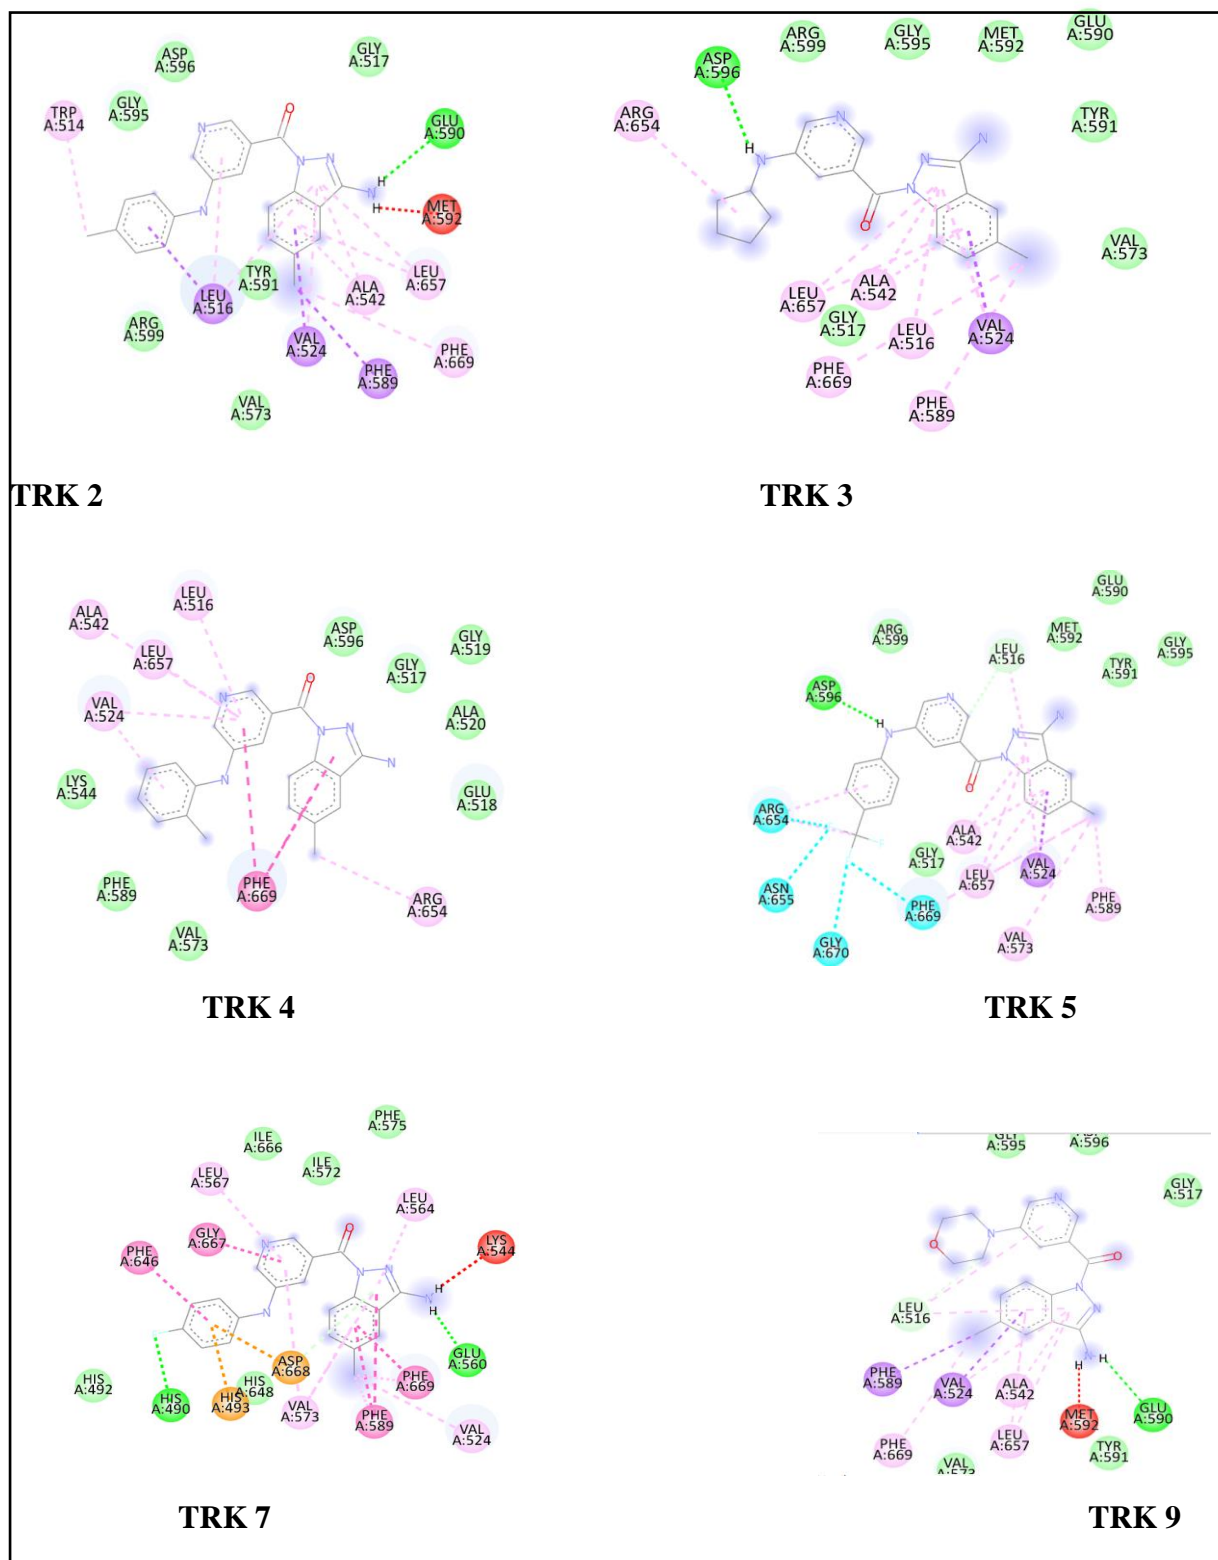 ASP
A:596
GLY
A:517
GLY
A:595
TRP
A:514
GLU
A:590
MET
A:592
O
N
N
N
N
N
H
H
LEU
A:516
TYR
A:591
ALA
A:542
LEU
A:657
ARG
A:599
VAL
A:524
PHE
A:589
PHE
A:669
VAL
A:573
TRK 2
ASP
A:596
ARG
A:599
GLY
A:595
MET
A:592
GLU
A:590
ARG
A:654
TYR
A:591
H
N
N
O
N
N
N
VAL
A:573
LEU
A:657
ALA
A:542
GLY
A:517
LEU
A:516
VAL
A:524
PHE
A:669
PHE
A:589
TRK 3
LEU
A:516
ALA
A:542
LEU
A:657
VAL
A:524
ASP
A:596
GLY
A:517
GLY
A:519
ALA
A:520
GLU
A:518
N
O
N
N
N
N
LYS
A:544
PHE
A:589
VAL
A:573
PHE
A:669
ARG
A:654
TRK 4
GLU
A:590
ARG
A:599
LEU
A:516
MET
A:592
TYR
A:591
GLY
A:595
ASP
A:596
H
N
N
O
N
N
N
ARG
A:654
ASN
A:655
GLY
A:670
GLY
A:517
PHE
A:669
ALA
A:542
LEU
A:657
VAL
A:524
VAL
A:573
PHE
A:589
TRK 5
PHE
A:575
ILE
A:666
ILE
A:572
LEU
A:567
LEU
A:564
GLY
A:667
PHE
A:646
LYS
A:544
N
O
N
N
N
N
H
H
HIS
A:492
HIS
A:490
HIS
A:493
HIS
A:648
ASP
A:668
VAL
A:573
PHE
A:589
PHE
A:669
GLU
A:560
VAL
A:524
TRK 7
GLY
A:595
ASP
A:596
GLY
A:517
N
N
O
O
N
N
N
H
H
LEU
A:516
PHE
A:589
VAL
A:524
ALA
A:542
MET
A:592
GLU
A:590
PHE
A:669
LEU
A:657
TYR
A:591
VAL
A:573
TRK 9